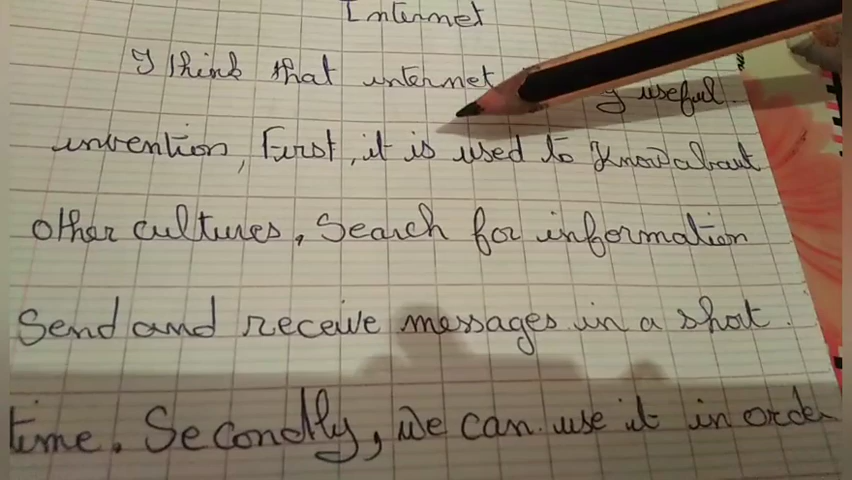 Internet
I think that internet useful.
invention, First, it is used to know about
other cultures, Search for information
Send and receive messages in a short
time. Secondly, we can use it in order